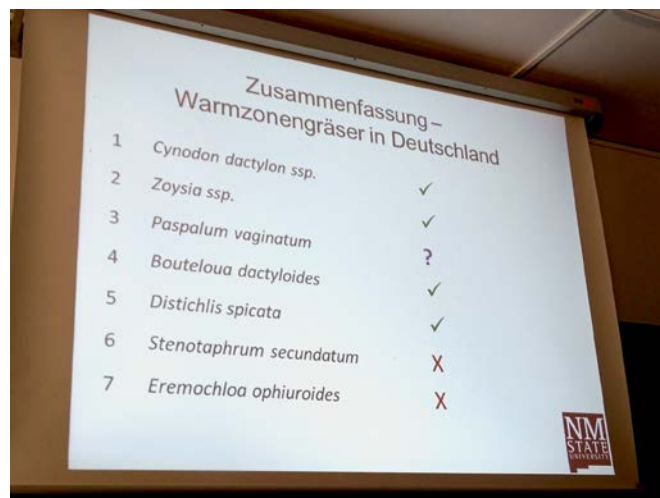 Zusammenfassung –
Warmzonengräser in Deutschland
1 Cynodon dactylon ssp. ✓
2 Zoysia ssp. ✓
3 Paspalum vaginatum ?
4 Bouteloua dactyloides ✓
5 Distichlis spicata ✓
6 Stenotaphrum secundatum X
7 Eremochloa ophiuroides X
NM
STATE
UNIVERSITY